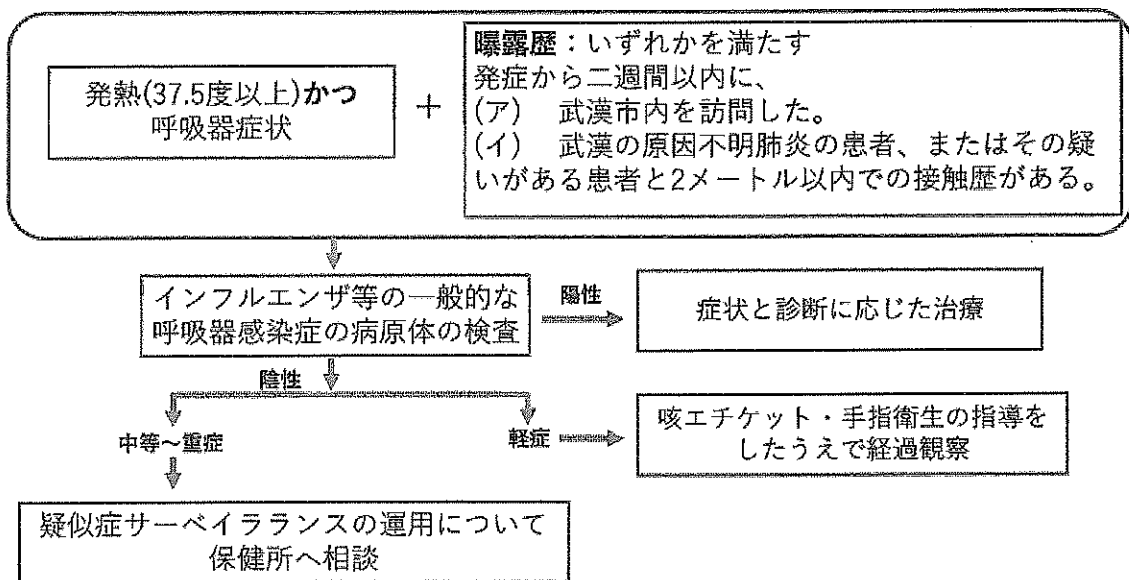 発熱(37.5度以上)かつ
呼吸器症状
+
曝露歴：いずれかを満たす
発症から二週間以内に、
(ア)　武漢市内を訪問した。
(イ)　武漢の原因不明肺炎の患者、またはその疑
いがある患者と2メートル以内での接触歴がある。
インフルエンザ等の一般的な
呼吸器感染症の病原体の検査
陽性
症状と診断に応じた治療
陰性
中等～重症
軽症
咳エチケット・手指衛生の指導を
したうえで経過観察
疑似症サーベイラランスの運用について
保健所へ相談